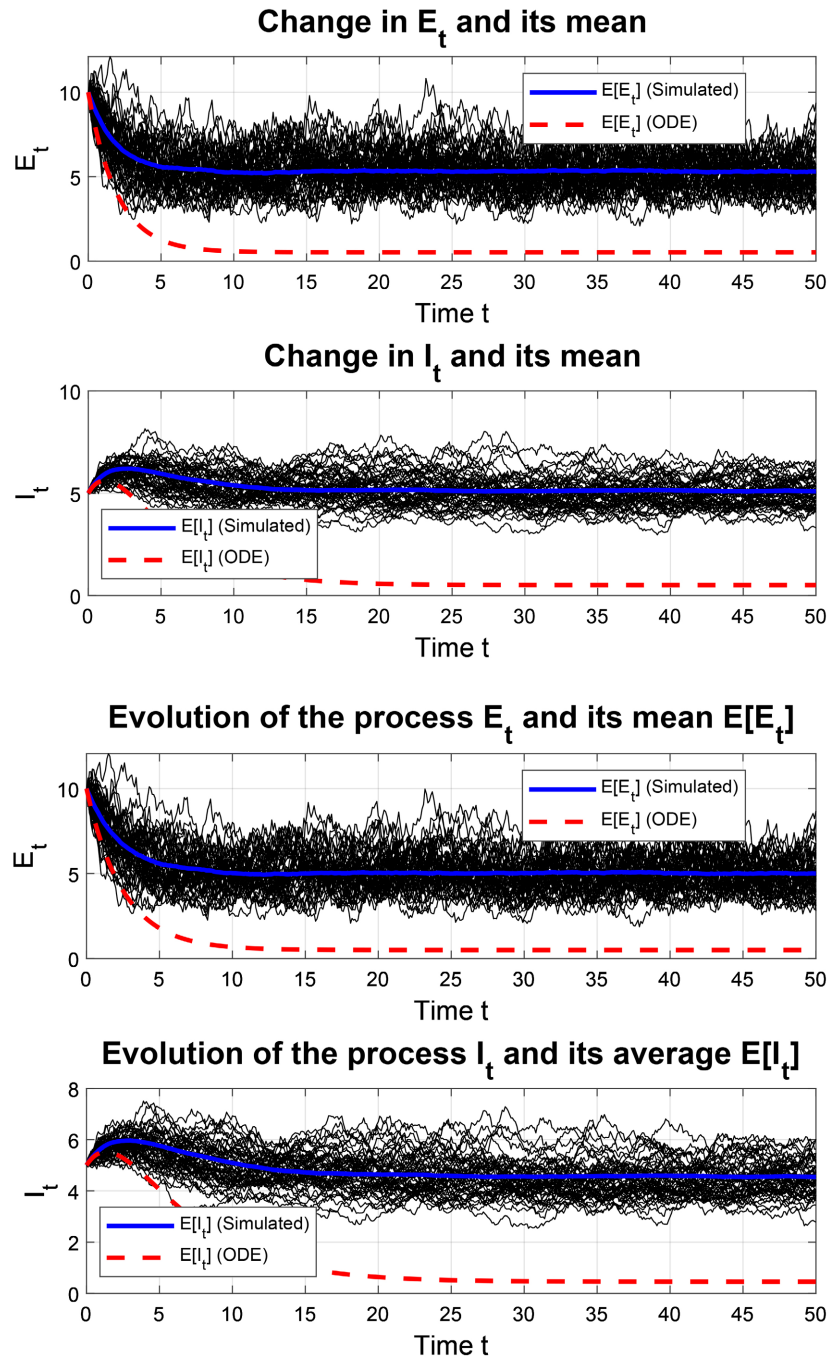 Change in E_t and its mean
10
5
0
E_t
E[E_t] (Simulated)
E[E_t] (ODE)
0 5 10 15 20 25 30 35 40 45 50
Time t
Change in I_t and its mean
10
5
0
I_t
E[I_t] (Simulated)
E[I_t] (ODE)
0 5 10 15 20 25 30 35 40 45 50
Time t
Evolution of the process E_t and its mean E[E_t]
10
5
0
E_t
E[E_t] (Simulated)
E[E_t] (ODE)
0 5 10 15 20 25 30 35 40 45 50
Time t
Evolution of the process I_t and its average E[I_t]
8
6
4
2
0
I_t
E[I_t] (Simulated)
E[I_t] (ODE)
0 5 10 15 20 25 30 35 40 45 50
Time t